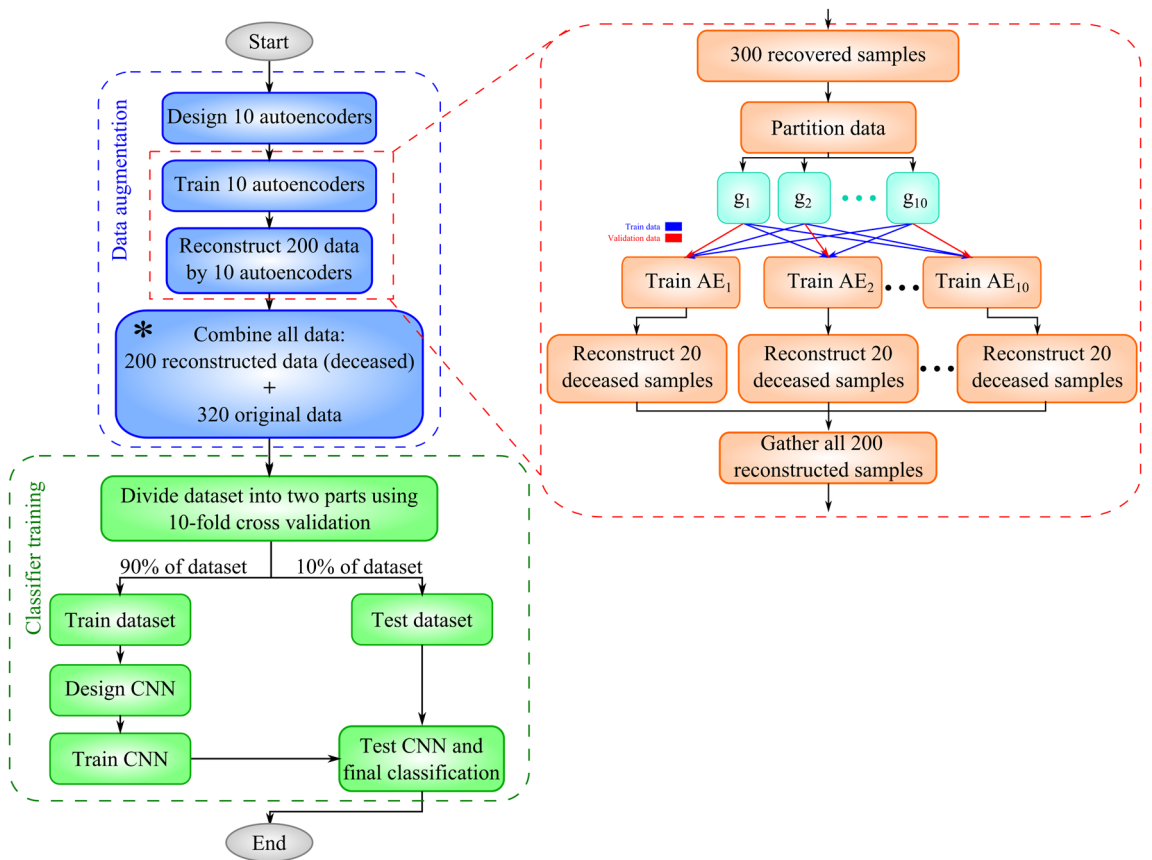 Start
Data augmentation
Design 10 autoencoders
Train 10 autoencoders
Reconstruct 200 data
by 10 autoencoders
*
Combine all data:
200 reconstructed data (deceased)
+
320 original data
Classifier training
Divide dataset into two parts using
10-fold cross validation
90% of dataset
10% of dataset
Train dataset
Test dataset
Design CNN
Train CNN
Test CNN and
final classification
End
300 recovered samples
Partition data
g1
g2
g10
Train data
Validation data
Train AE1
Train AE2
Train AE10
Reconstruct 20
deceased samples
Reconstruct 20
deceased samples
Reconstruct 20
deceased samples
Gather all 200
reconstructed samples